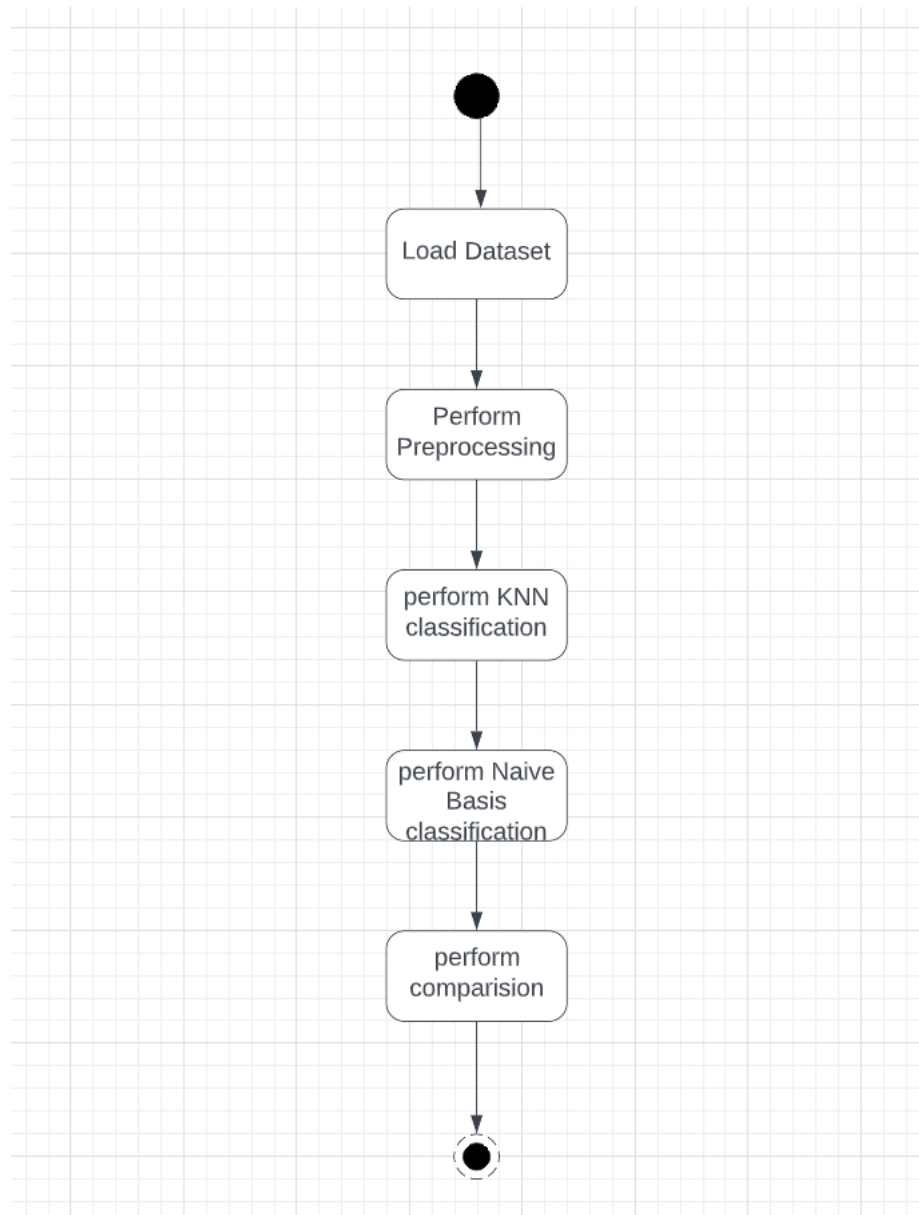 Load Dataset
Perform
Preprocessing
perform KNN
classification
perform Naive
Basis
classification
perform
comparision